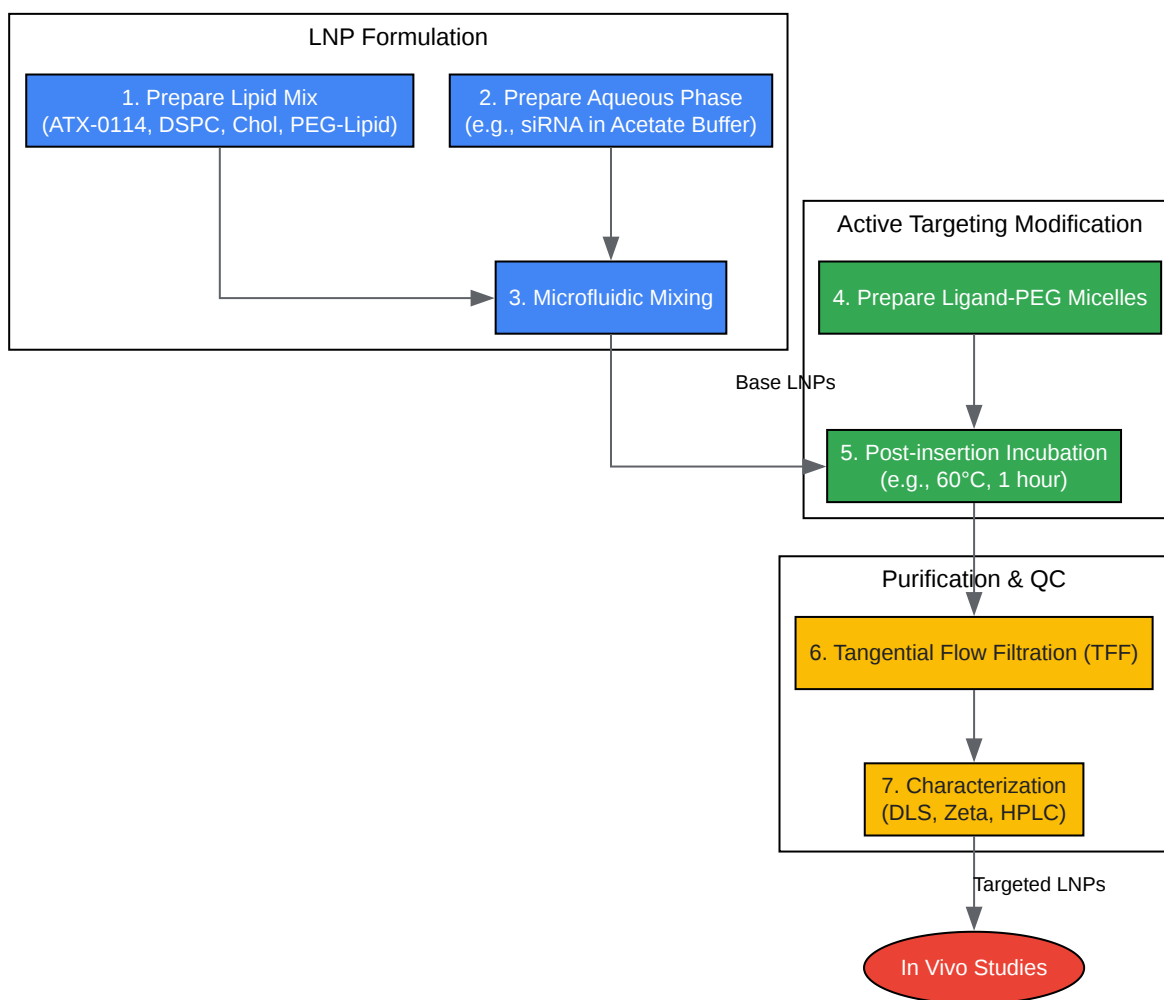 LNP Formulation
1. Prepare Lipid Mix
(ATX-0114, DSPC, Chol, PEG-Lipid)
2. Prepare Aqueous Phase
(e.g., siRNA in Acetate Buffer)
3. Microfluidic Mixing
Active Targeting Modification
4. Prepare Ligand-PEG Micelles
Base LNPs
5. Post-insertion Incubation
(e.g., 60°C, 1 hour)
Purification & QC
6. Tangential Flow Filtration (TFF)
7. Characterization
(DLS, Zeta, HPLC)
Targeted LNPs
In Vivo Studies